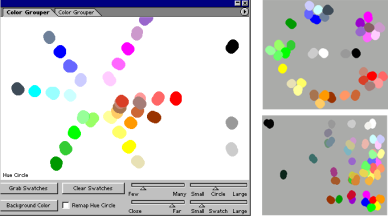 Color Grouper Color Grouper
Hue Circle
Grab Swatches Clear Swatches
Few Many Small Circle Large
Background Color Remap Hue Circle
Close Far Small Swatch Large